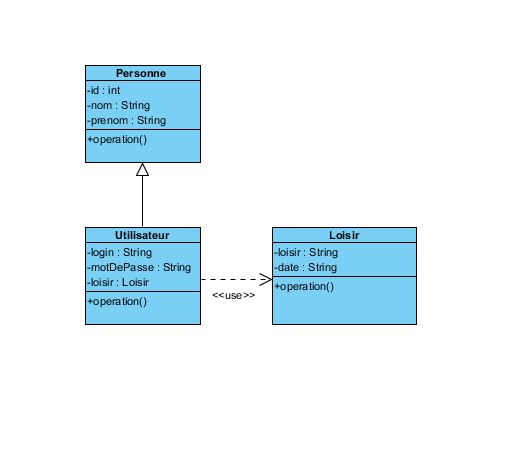 Personne
-id : int
-nom : String
-prenom : String
+operation()
Utilisateur
-login : String
-motDePasse : String
-loisir : Loisir
+operation()
<<use>>
Loisir
-loisir : String
-date : String
+operation()